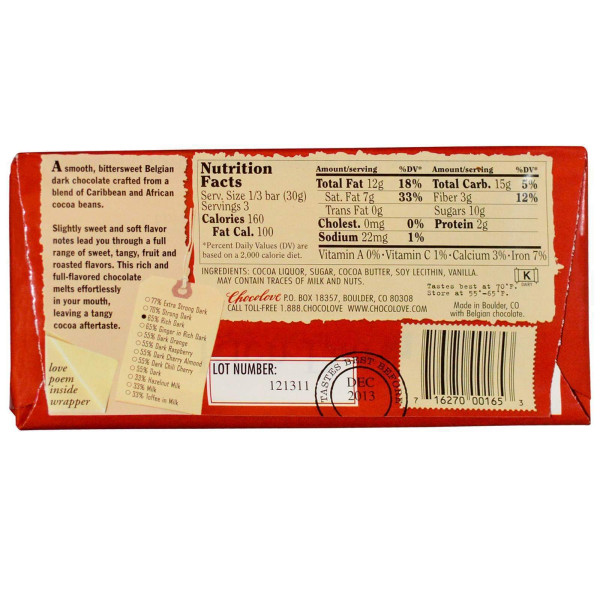 A smooth, bittersweet Belgian
dark chocolate crafted from a
blend of Caribbean and African
cocoa beans.
Slightly sweet and soft flavor
notes lead you through a full
range of sweet, tangy, fruit and
roasted flavors. This rich and
full-flavored chocolate
melts effortlessly
in your mouth,
leaving a tangy
cocoa aftertaste.
love
poem
inside
wrapper
77% Extra Strong Dark
70% Strong Dark
65% Rich Dark
65% Ginger in Rich Dark
55% Dark Orange
55% Dark Raspberry
55% Dark Cherry Almond
55% Dark Chili Cherry
55% Dark
33% Hazelnut Milk
33% Milk
33% Toffee in Milk
Nutrition
Facts
Serv. Size 1/3 bar (30g)
Servings 3
Calories 160
Fat Cal. 100
*Percent Daily Values (DV) are
based on a 2,000 calorie diet.
Amount/serving %DV* Amount/serving %DV*
Total Fat 12g 18% Total Carb. 15g 5%
Sat. Fat 7g 33% Fiber 3g 12%
Trans Fat 0g Sugars 10g
Cholest. 0mg 0% Protein 2g
Sodium 22mg 1%
Vitamin A 0% · Vitamin C 1% · Calcium 3% · Iron 7%
INGREDIENTS: COCOA LIQUOR, SUGAR, COCOA BUTTER, SOY LECITHIN, VANILLA.
MAY CONTAIN TRACES OF MILK AND NUTS.
K
DAIRY
Tastes best at 70°F.
Store at 55°-65°F.
Chocolove P.O. BOX 18357, BOULDER, CO 80308
CALL TOLL-FREE 1.888.CHOCOLOVE WWW.CHOCOLOVE.COM
Made in Boulder, CO
with Belgian chocolate.
LOT NUMBER:
121311
TASTES BEST BEFORE
DEC
2013
7 16270 00165 3